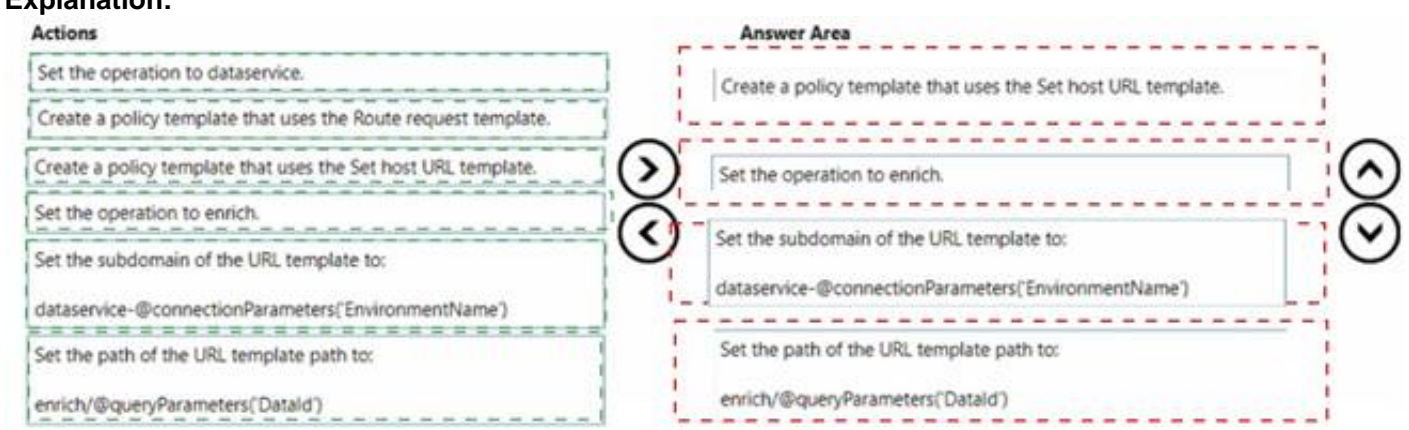 Explanation:
Actions
Set the operation to dataservice.
Create a policy template that uses the Route request template.
Create a policy template that uses the Set host URL template.
Set the operation to enrich.
Set the subdomain of the URL template to:
dataservice-@connectionParameters('EnvironmentName')
Set the path of the URL template path to:
enrich/@queryParameters('DataId')
Answer Area
Create a policy template that uses the Set host URL template.
Set the operation to enrich.
Set the subdomain of the URL template to:
dataservice-@connectionParameters('EnvironmentName')
Set the path of the URL template path to:
enrich/@queryParameters('DataId')